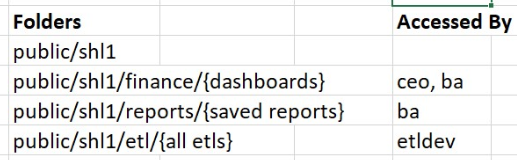 Folders Accessed By
public/shl1
public/shl1/finance/{dashboards} ceo, ba
public/shl1/reports/{saved reports} ba
public/shl1/etl/{all etls} etldev